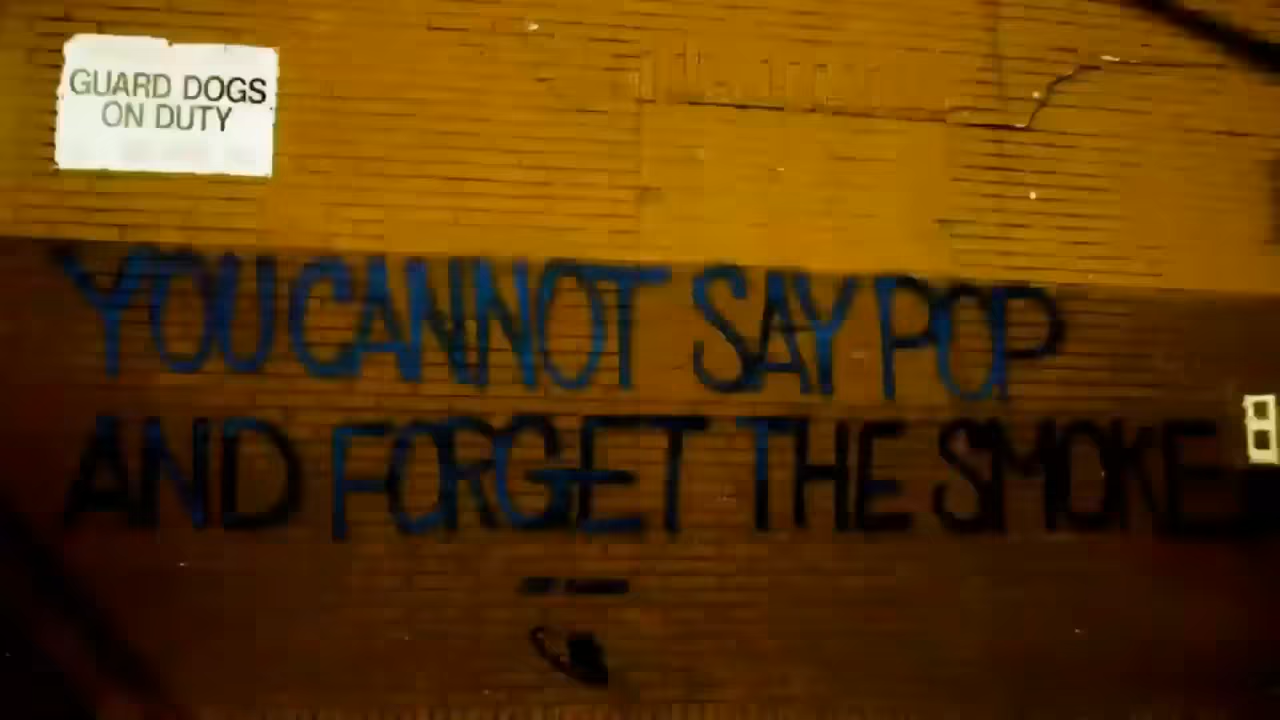 GUARD DOGS
ON DUTY
YOU CANNOT SAY POP
AND FORGET THE SMOKE